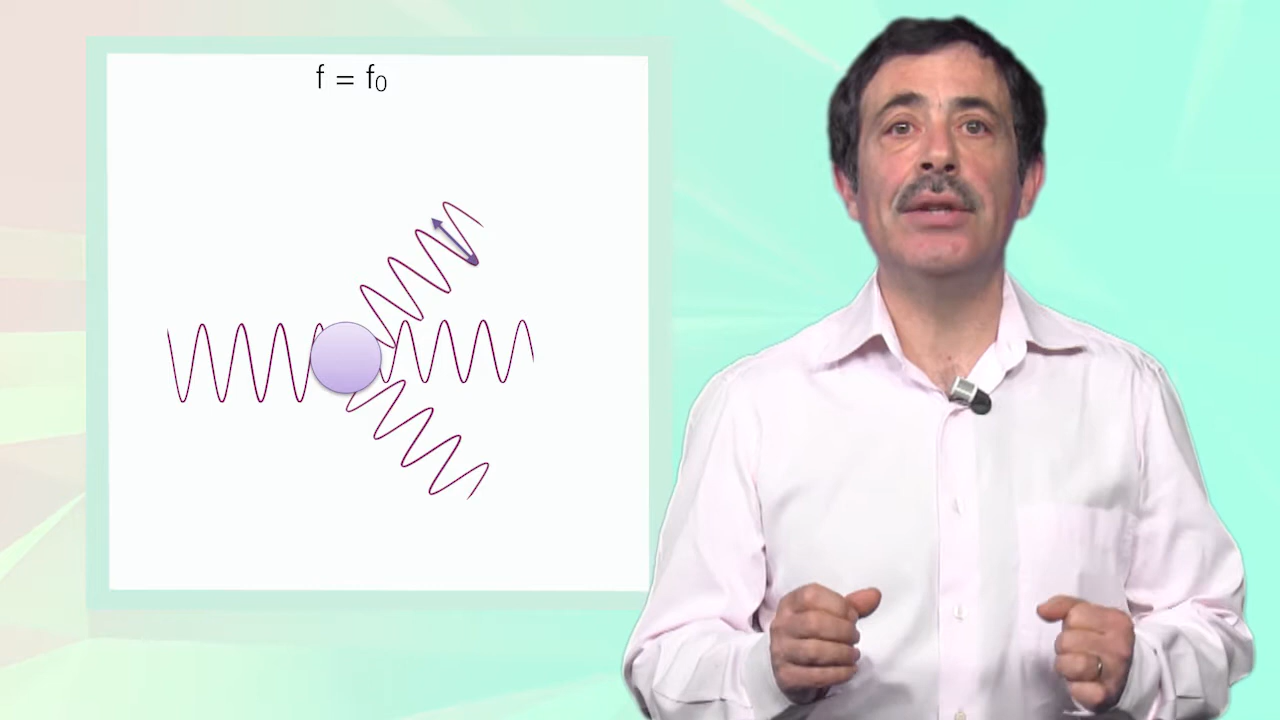 f = f₀